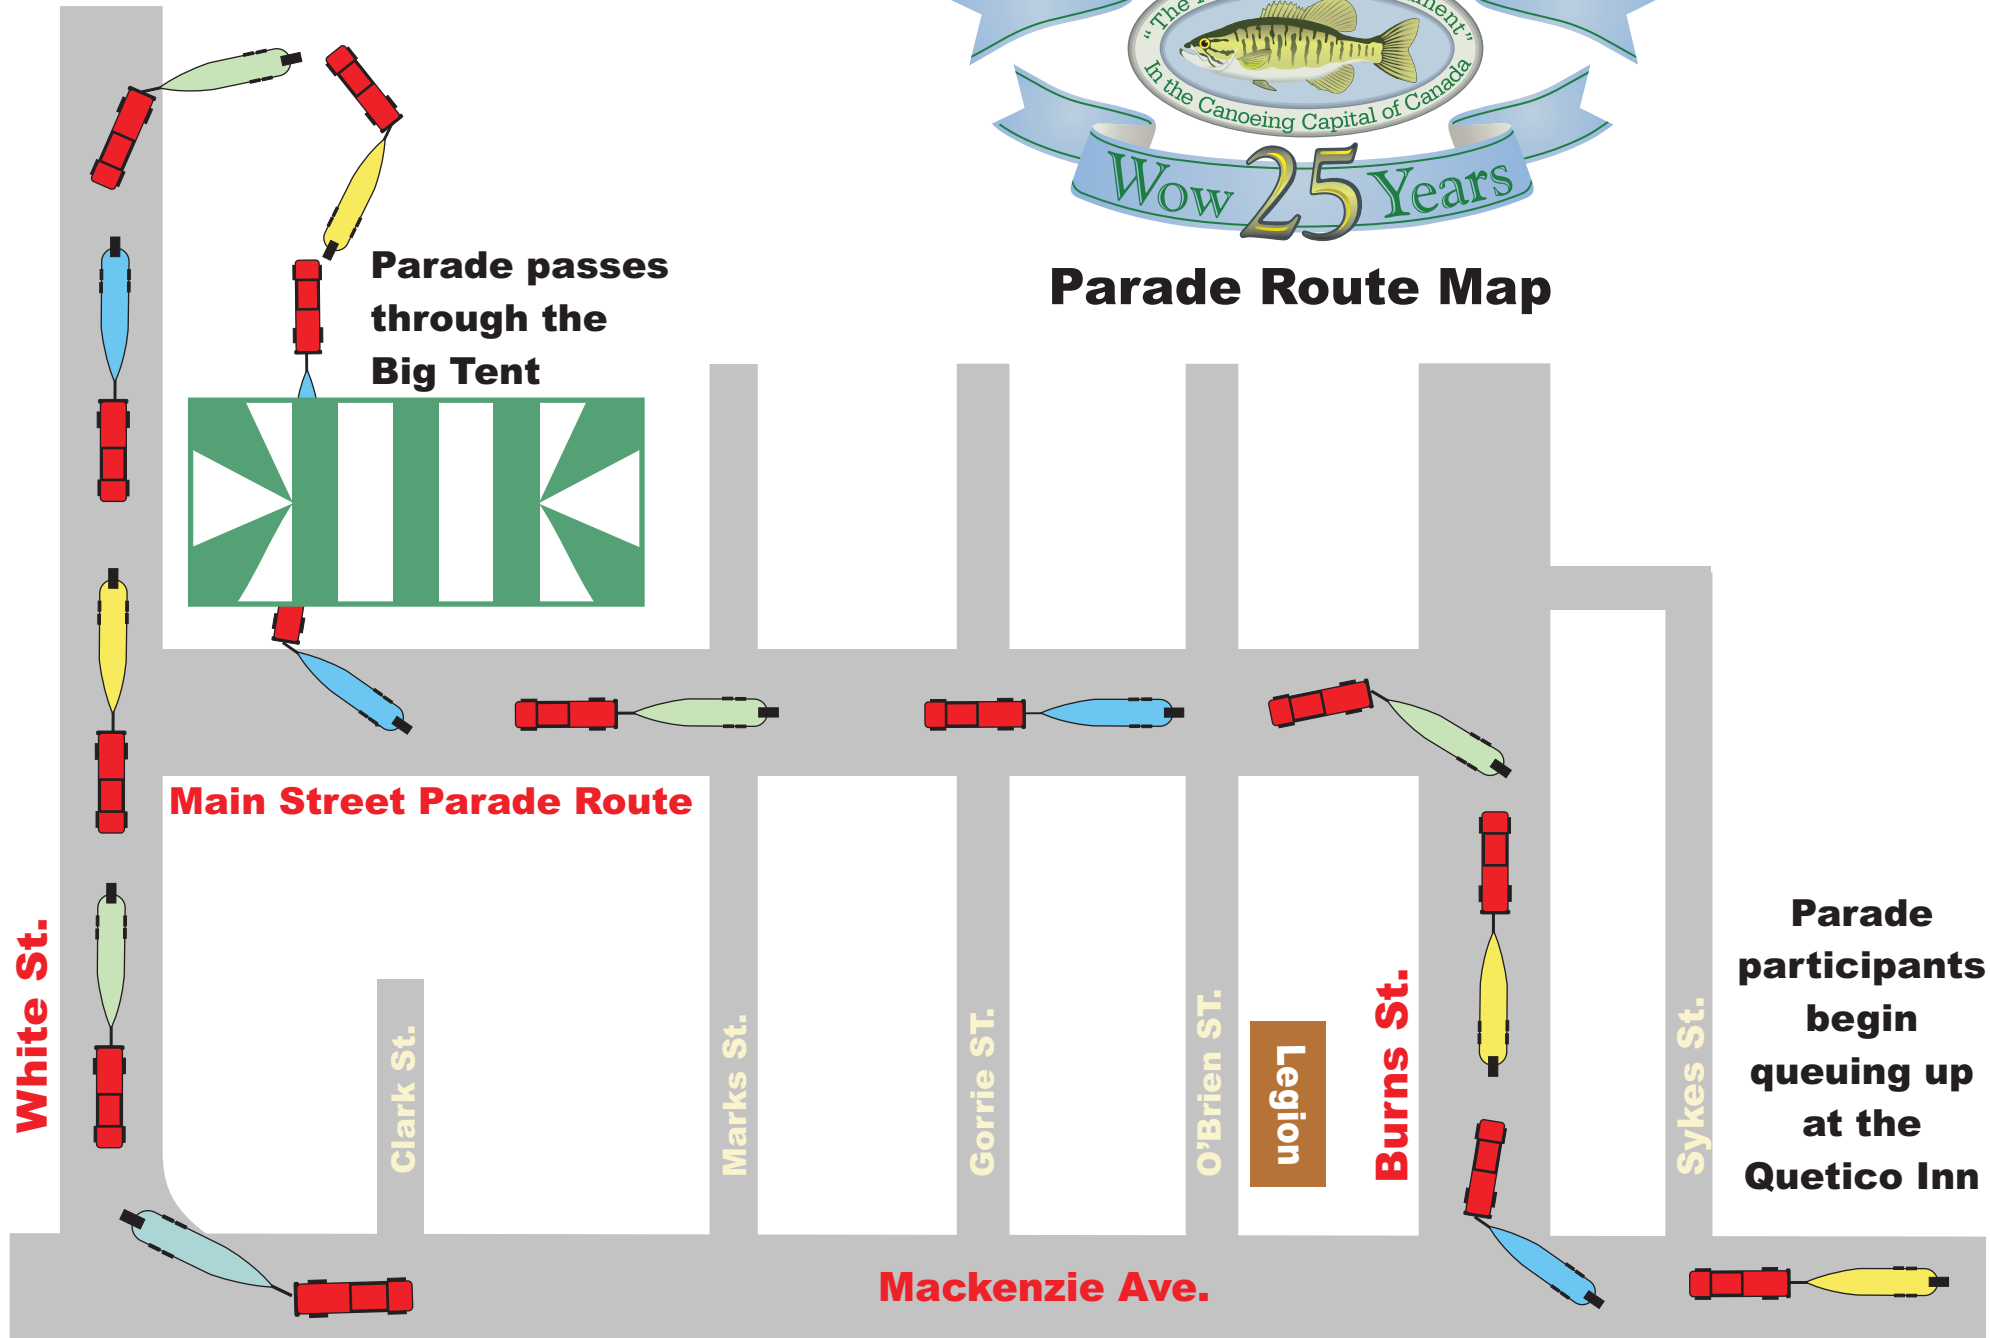 “The
ment”
In the Canoeing Capital of Canada
Wow 25 Years
Parade Route Map
Parade passes
through the
Big Tent
Main Street Parade Route
White St.
Clark St.
Marks St.
Gorrie ST.
O'Brien ST.
Legion
Burns St.
Sykes St.
Parade
participants
begin
queuing up
at the
Quetico Inn
Mackenzie Ave.